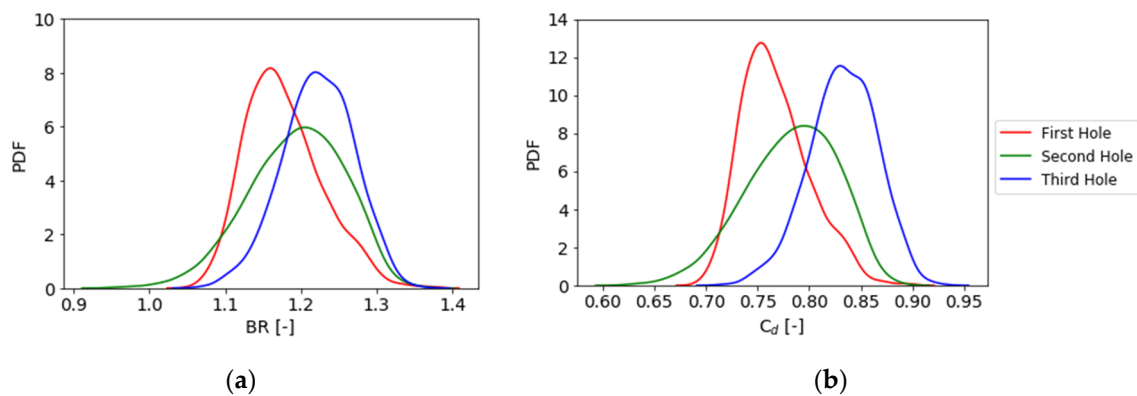 10
8
6
4
2
0
PDF
0.9 1.0 1.1 1.2 1.3 1.4
BR [-]
(a)
14
12
10
8
6
4
2
0
PDF
0.60 0.65 0.70 0.75 0.80 0.85 0.90 0.95
C_d [-]
(b)
First Hole
Second Hole
Third Hole